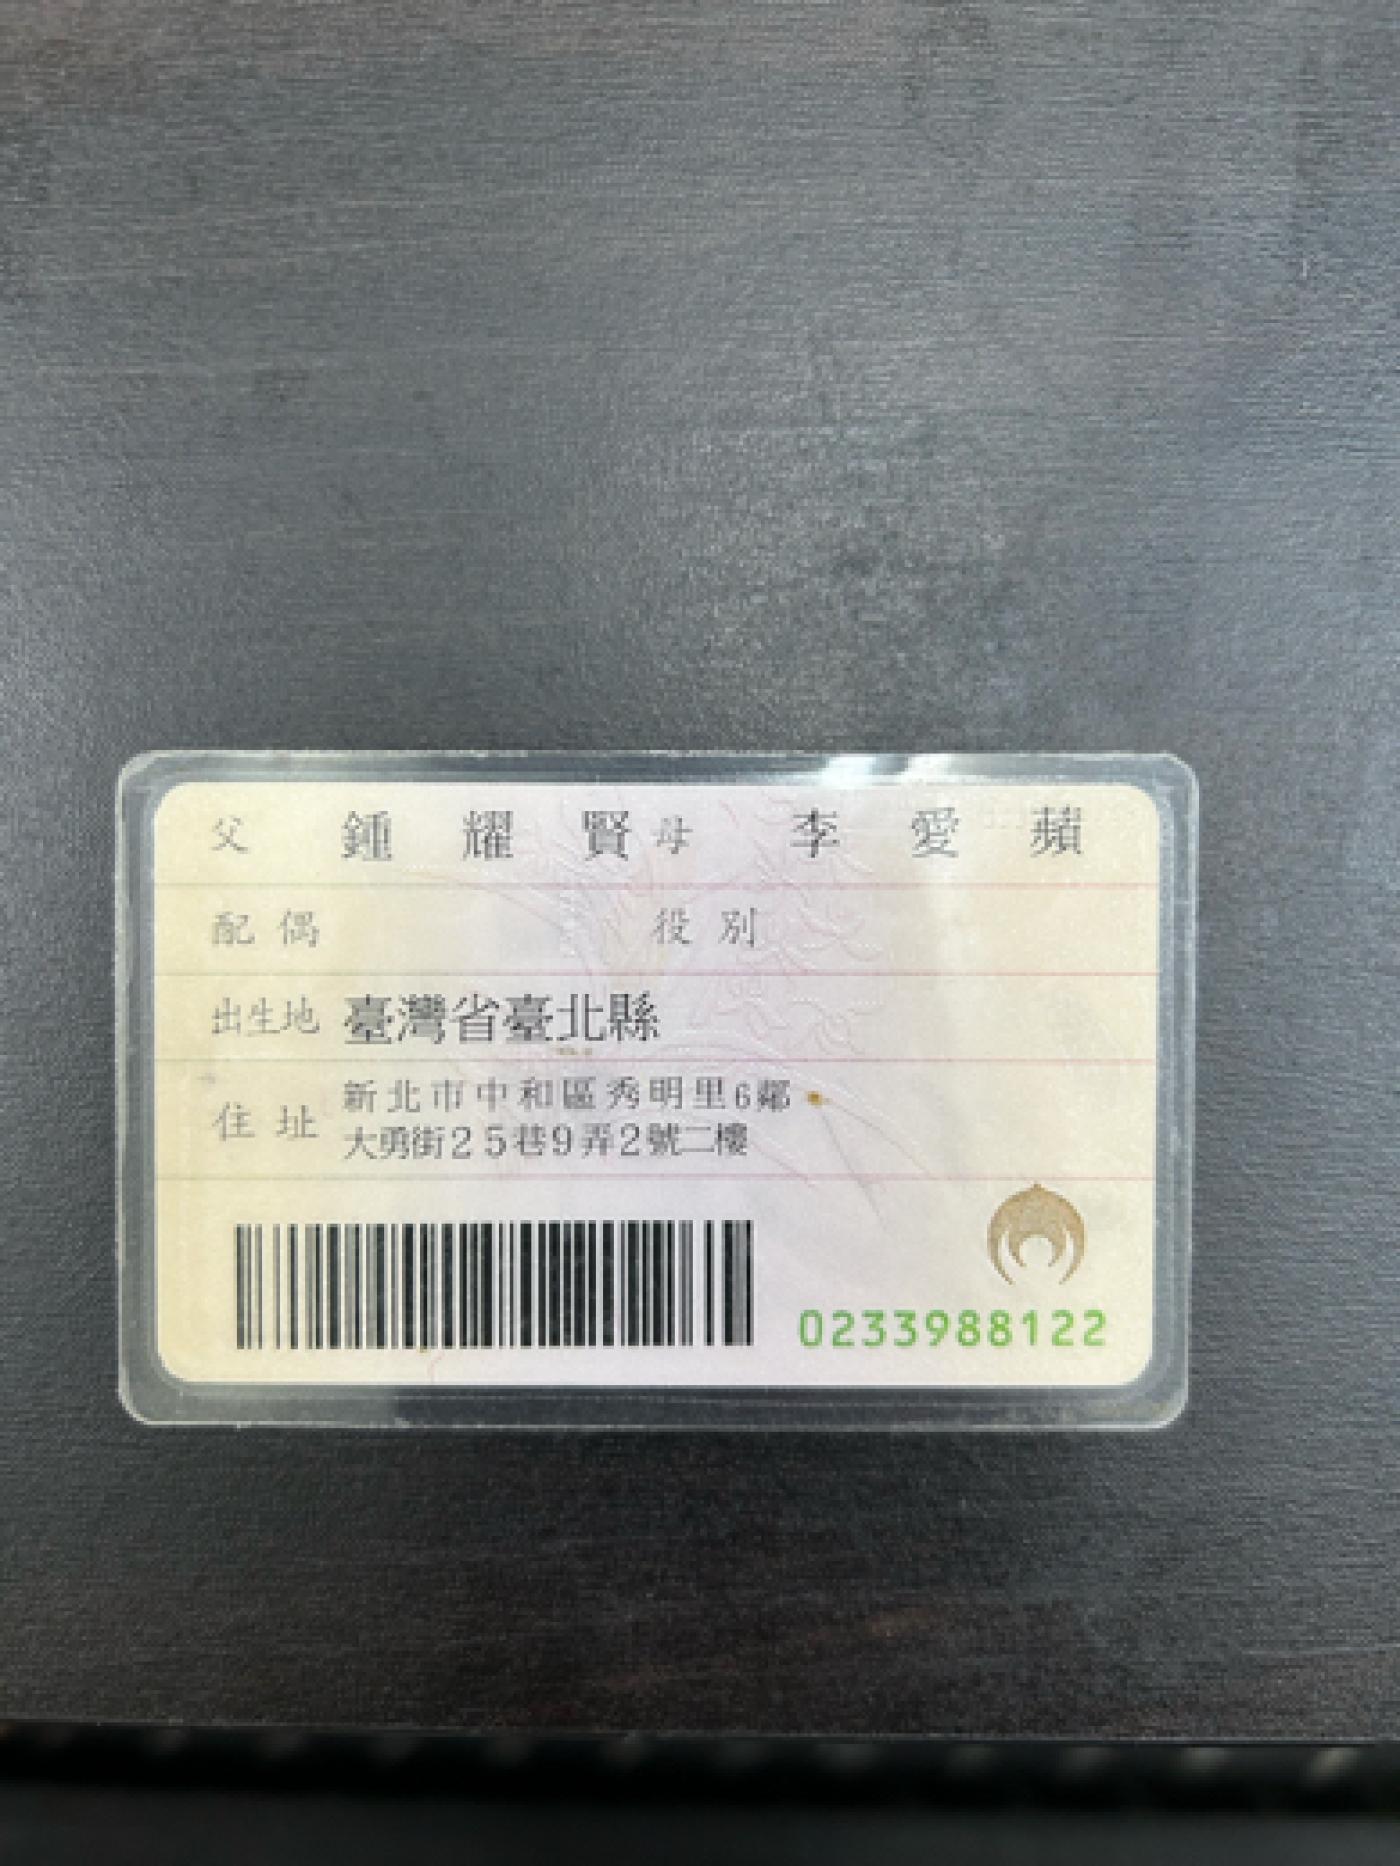 父 鍾耀賢 母 李愛蘋
配偶 役別
出生地 臺灣省臺北縣
住址 新北市中和區秀明里6鄰
大勇街25巷9弄2號二樓
0233988122